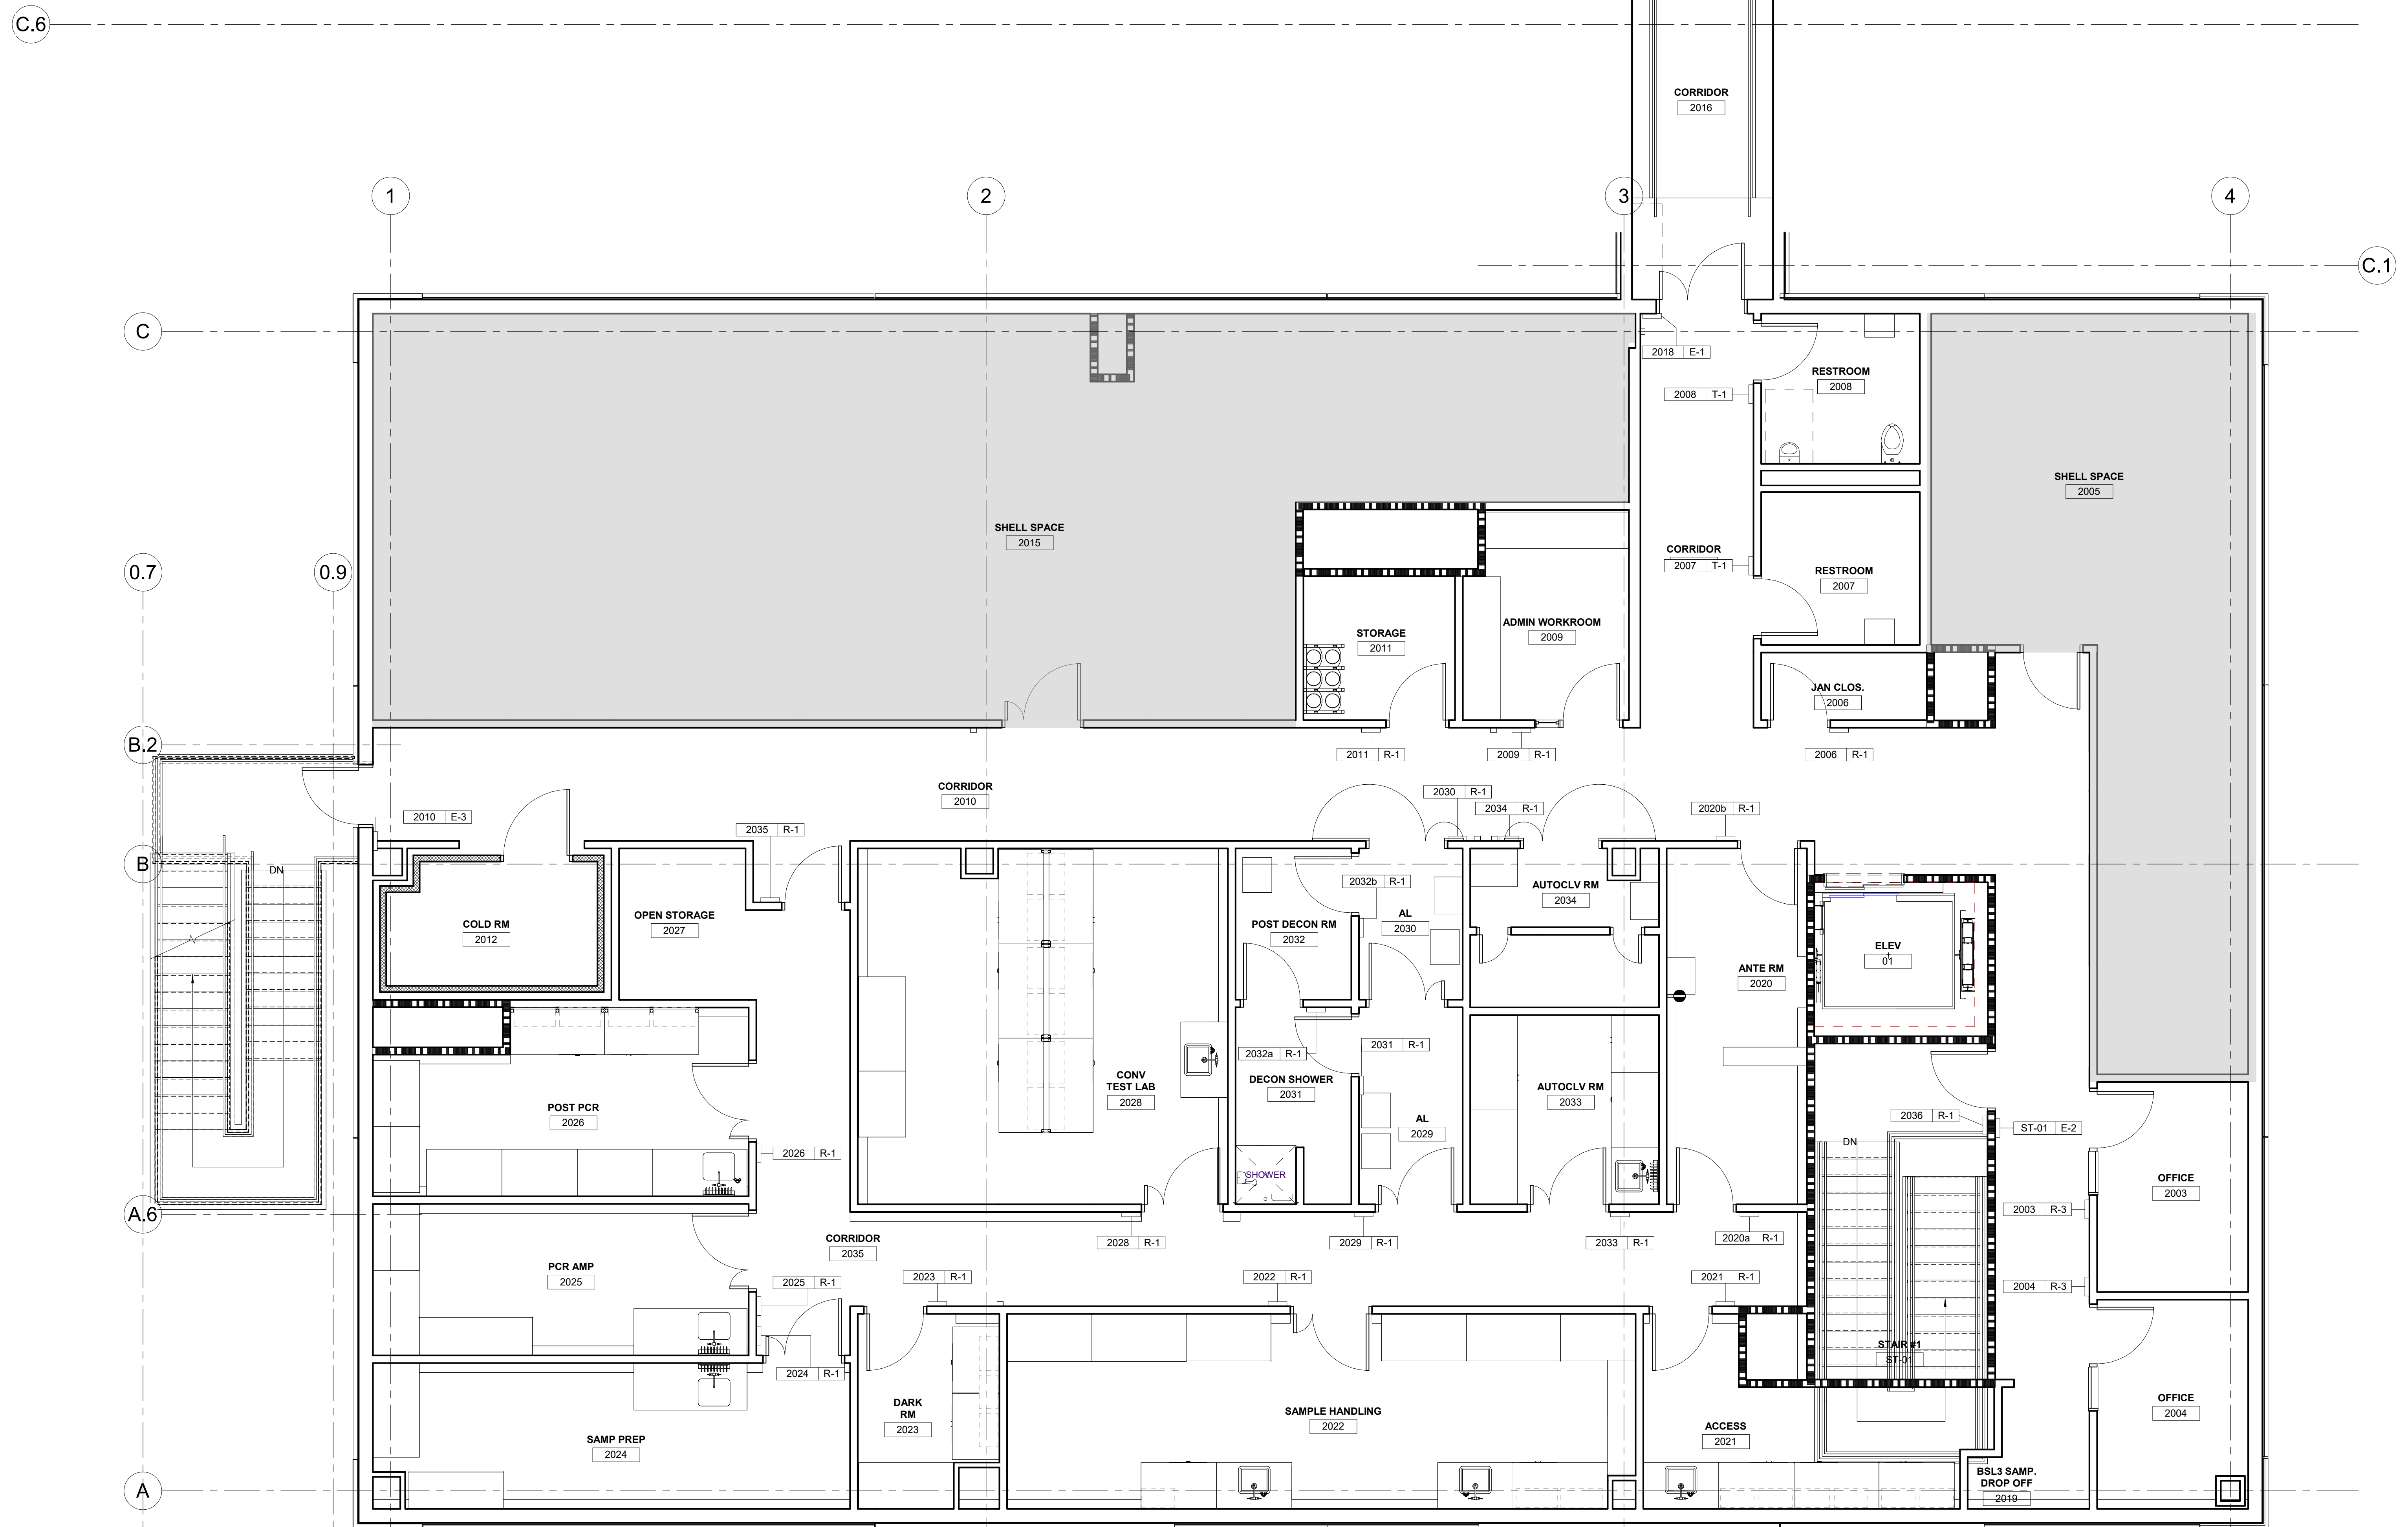 C.6
CORRIDOR
2016
1
2
3
4
C.1
C
2018 E-1
RESTROOM
2008
2008 T-1
SHELL SPACE
2005
SHELL SPACE
2015
CORRIDOR
2007 T-1
RESTROOM
2007
0.7
0.9
STORAGE
2011
ADMIN WORKROOM
2009
JAN CLOS.
2006
B.2
2011 R-1
2009 R-1
2006 R-1
CORRIDOR
2010
2030 R-1
2034 R-1
2020b R-1
2010 E-3
2035 R-1
B
DN
COLD RM
2012
OPEN STORAGE
2027
2032b R-1
POST DECON RM
2032
AL
2030
AUTOCLV RM
2034
ANTE RM
2020
ELEV
01
2032a R-1
2031 R-1
CONV
TEST LAB
2028
DECON SHOWER
2031
AUTOCLV RM
2033
POST PCR
2026
AL
2029
2036 R-1
ST-01 E-2
DN
2026 R-1
SHOWER
OFFICE
2003
A.6
2003 R-3
CORRIDOR
2035
2028 R-1
2029 R-1
2033 R-1
2020a R-1
PCR AMP
2025
2025 R-1
2023 R-1
2022 R-1
2021 R-1
2004 R-3
STAIR #1
ST-01
2024 R-1
DARK
RM
2023
SAMPLE HANDLING
2022
ACCESS
2021
OFFICE
2004
SAMP PREP
2024
BSL3 SAMP.
DROP OFF
2019
A